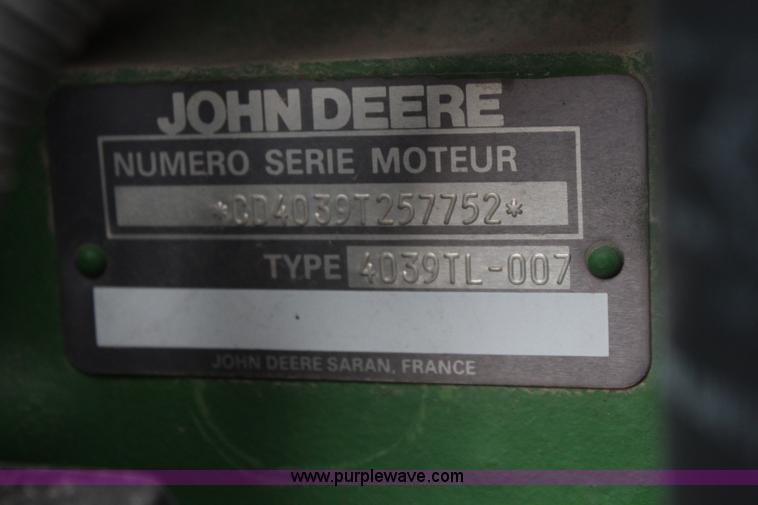 JOHN DEERE
NUMERO SERIE MOTEUR
*CD4039T257752*
TYPE 4039TL-007
JOHN DEERE SARAN, FRANCE
www.purplewave.com